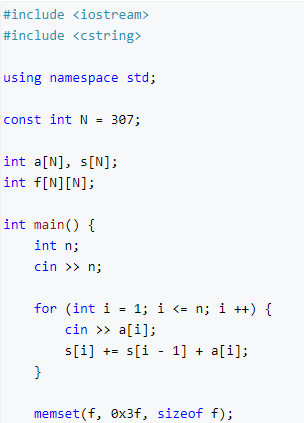 #include <iostream>
#include <cstring>
using namespace std;
const int N = 307;
int a[N], s[N];
int f[N][N];
int main() {
    int n;
    cin >> n;
    for (int i = 1; i <= n; i ++) {
        cin >> a[i];
        s[i] += s[i - 1] + a[i];
    }
    memset(f, 0x3f, sizeof f);